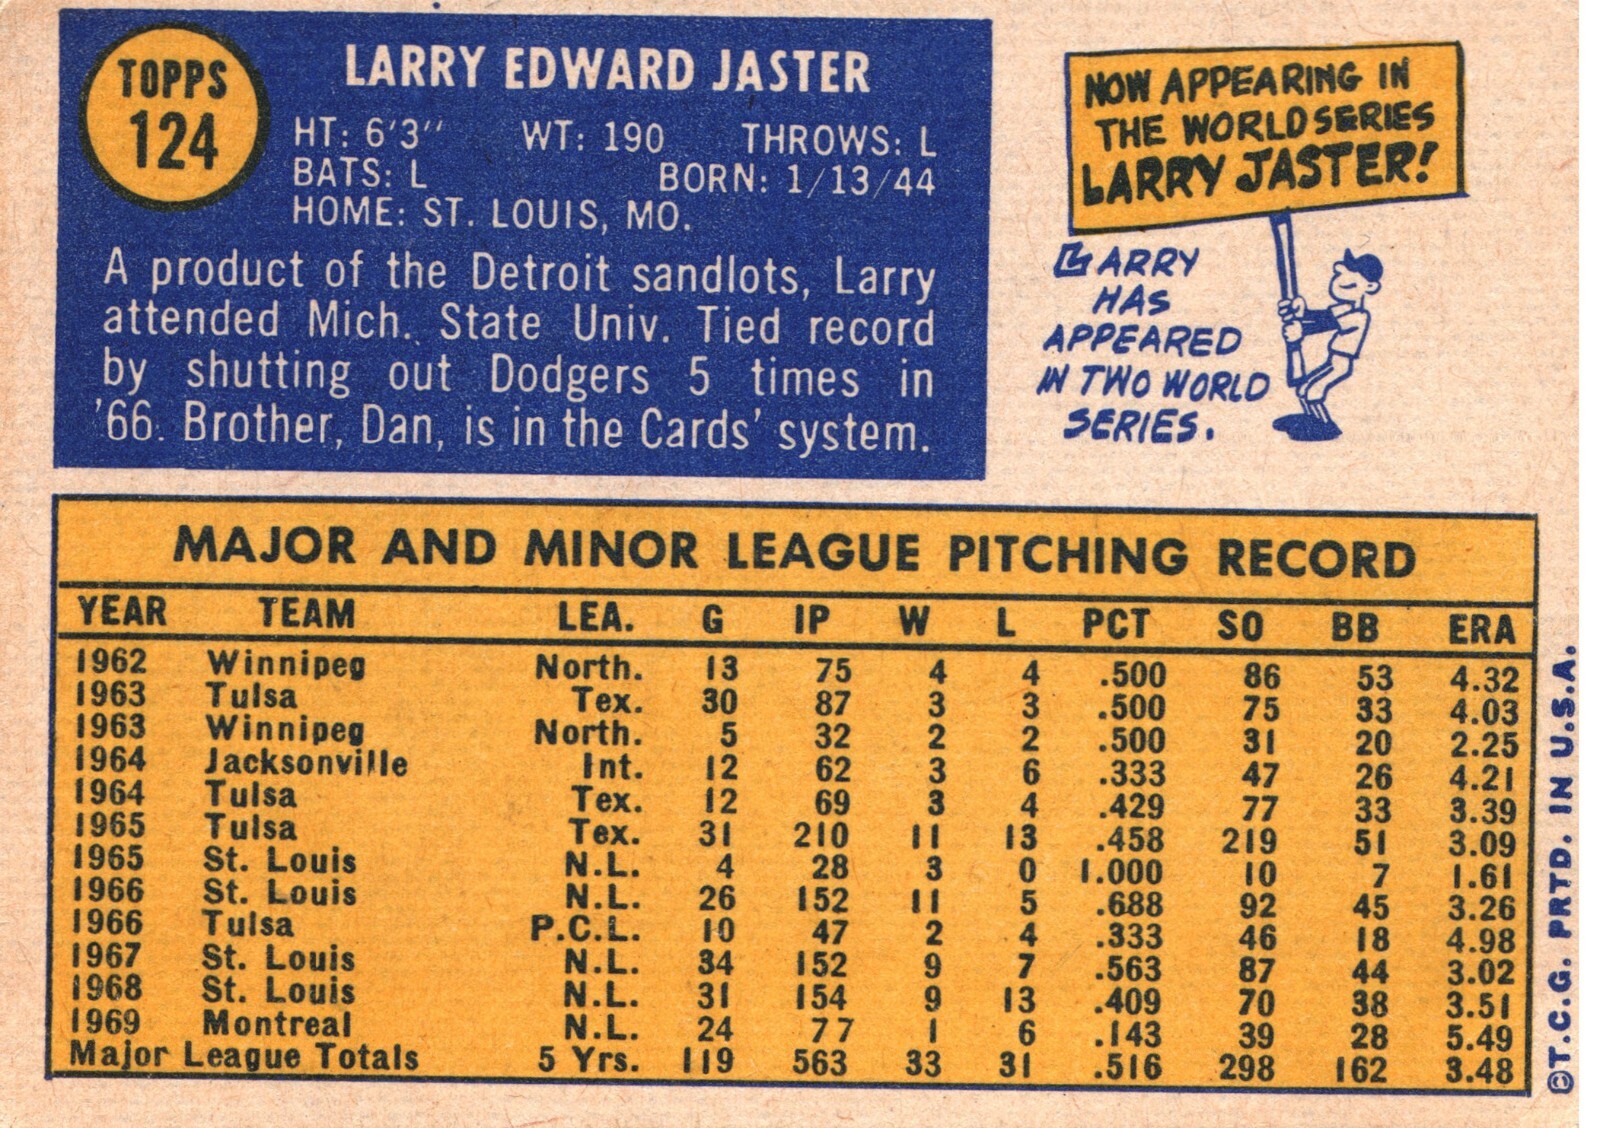 TOPPS
124
LARRY EDWARD JASTER
HT: 6'3" WT: 190 THROWS: L
BATS: L BORN: 1/13/44
HOME: ST. LOUIS, MO.
A product of the Detroit sandlots, Larry
attended Mich. State Univ. Tied record
by shutting out Dodgers 5 times in
'66. Brother, Dan, is in the Cards' system.
NOW APPEARING IN
THE WORLD SERIES
LARRY JASTER!
LARRY
HAS
APPEARED
IN TWO WORLD
SERIES.
MAJOR AND MINOR LEAGUE PITCHING RECORD
YEAR TEAM LEA. G IP W L PCT SO BB ERA
1962 Winnipeg North. 13 75 4 4 .500 86 53 4.32
1963 Tulsa Tex. 30 87 3 3 .500 75 33 4.03
1963 Winnipeg North. 5 32 2 2 .500 31 20 2.25
1964 Jacksonville Int. 12 62 3 6 .333 47 26 4.21
1964 Tulsa Tex. 12 69 3 4 .429 77 33 3.39
1965 Tulsa Tex. 31 210 11 13 .458 219 51 3.09
1965 St. Louis N.L. 4 28 3 0 1.000 10 7 1.61
1966 St. Louis N.L. 26 152 11 5 .688 92 45 3.26
1966 Tulsa P.C.L. 10 47 2 4 .333 46 18 4.98
1967 St. Louis N.L. 34 152 9 7 .563 87 44 3.02
1968 St. Louis N.L. 31 154 9 13 .409 70 38 3.51
1969 Montreal N.L. 24 77 1 6 .143 39 28 5.49
Major League Totals 5 Yrs. 119 563 33 31 .516 298 162 3.48
©T.C.G. PRTD. IN U.S.A.